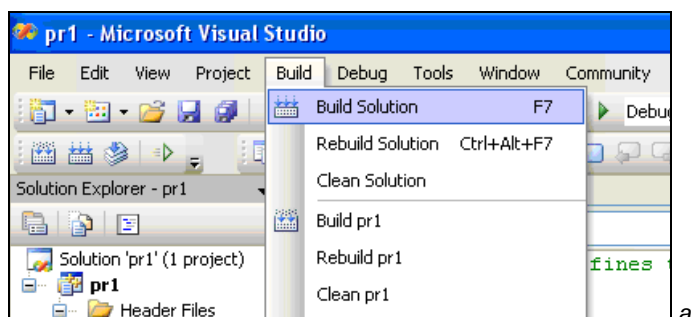 pr1 - Microsoft Visual Studio
File Edit View Project Build Debug Tools Window Community
Build Solution F7
Rebuild Solution Ctrl+Alt+F7
Clean Solution
Solution Explorer - pr1
Build pr1
Solution 'pr1' (1 project)
Rebuild pr1
fines
pr1
Clean pr1
Header Files
a